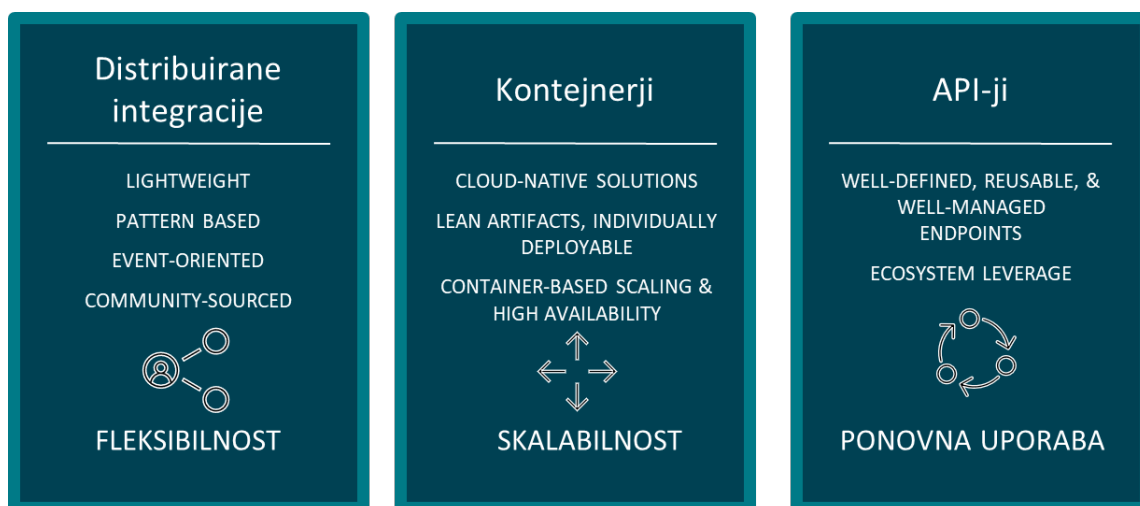 Distribuirane
integracije
LIGHTWEIGHT
PATTERN BASED
EVENT-ORIENTED
COMMUNITY-SOURCED
FLEKSIBILNOST
Kontejnerji
CLOUD-NATIVE SOLUTIONS
LEAN ARTIFACTS, INDIVIDUALLY
DEPLOYABLE
CONTAINER-BASED SCALING &
HIGH AVAILABILITY
SKALABILNOST
API-ji
WELL-DEFINED, REUSABLE, &
WELL-MANAGED
ENDPOINTS
ECOSYSTEM LEVERAGE
PONOVNA UPORABA